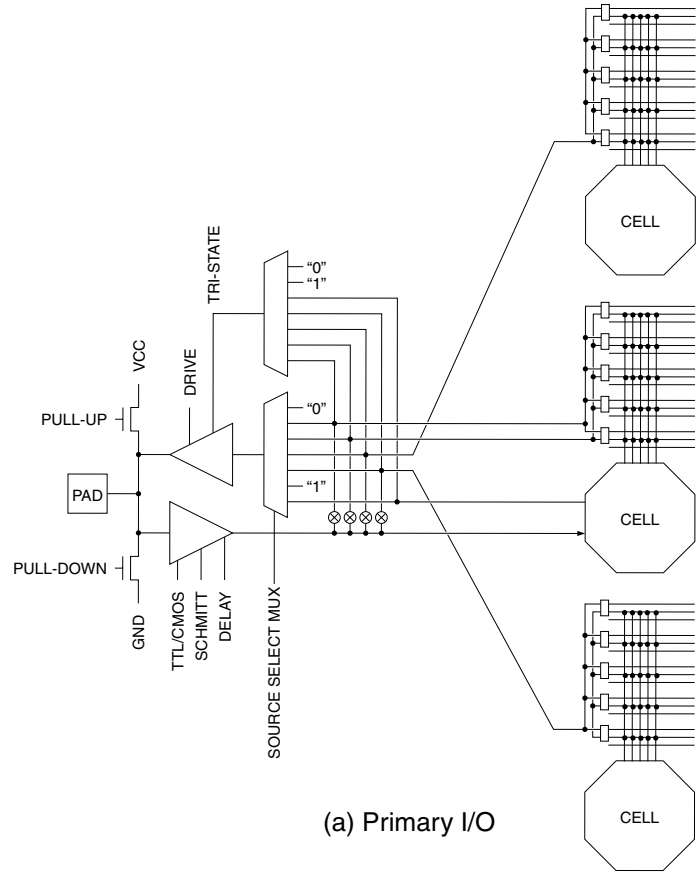 CELL
TRI-STATE
“0”
“1”
VCC
DRIVE
PULL-UP
“0”
PAD
“1”
CELL
PULL-DOWN
GND
TTL/CMOS
SCHMITT
DELAY
SOURCE SELECT MUX
CELL
(a) Primary I/O